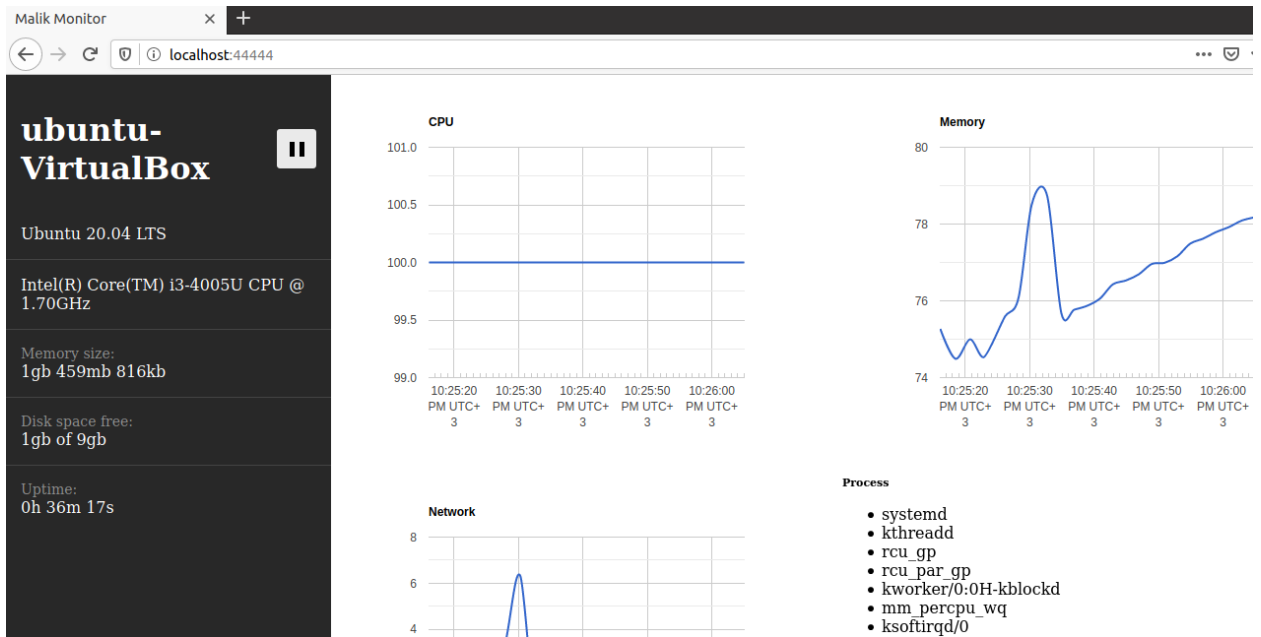 Malik Monitor
localhost:44444
ubuntu-
VirtualBox
Ubuntu 20.04 LTS
Intel(R) Core(TM) i3-4005U CPU @
1.70GHz
Memory size:
1gb 459mb 816kb
Disk space free:
1gb of 9gb
Uptime:
0h 36m 17s
CPU
101.0
100.5
100.0
99.5
99.0
10:25:20 10:25:30 10:25:40 10:25:50 10:26:00
PM UTC+ PM UTC+ PM UTC+ PM UTC+ PM UTC+
3 3 3 3 3
Memory
80
78
76
74
10:25:20 10:25:30 10:25:40 10:25:50 10:26:00
PM UTC+ PM UTC+ PM UTC+ PM UTC+ PM UTC+
3 3 3 3 3
Network
8
6
4
Process
systemd
kthreadd
rcu_gp
rcu_par_gp
kworker/0:0H-kblockd
mm_percpu_wq
ksoftirqd/0